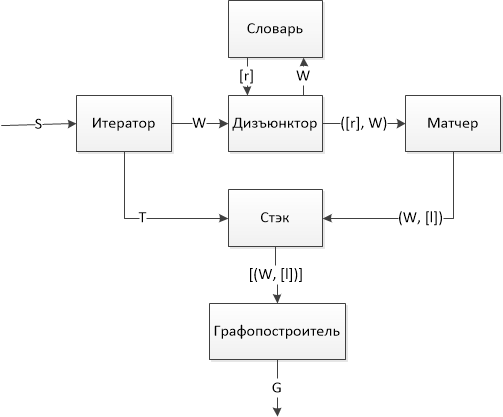 Словарь
[r]
W
S
Итератор
W
Дизъюнктор
([r], W)
Матчер
T
Стэк
(W, [l])
[(W, [l])]
Графопостроитель
G